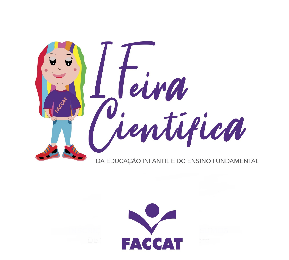 I Feira
Científica
DA EDUCAÇÃO INFANTIL E DO ENSINO FUNDAMENTAL
FACCAT
FACCAT